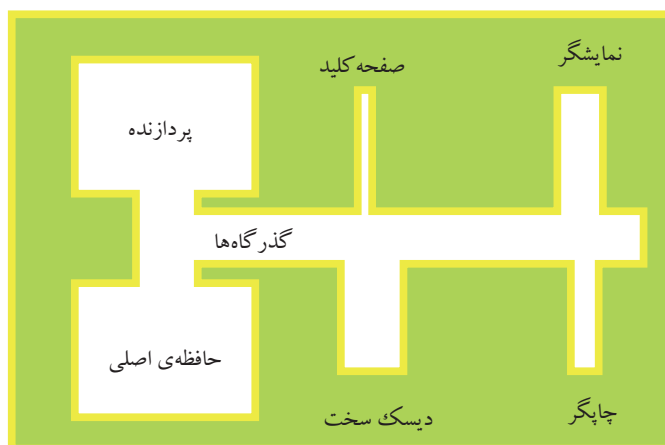 نمایشگر
صفحه کلید
پردازنده
گذرگاه‌ها
حافظه‌ی اصلی
چاپگر
دیسک سخت